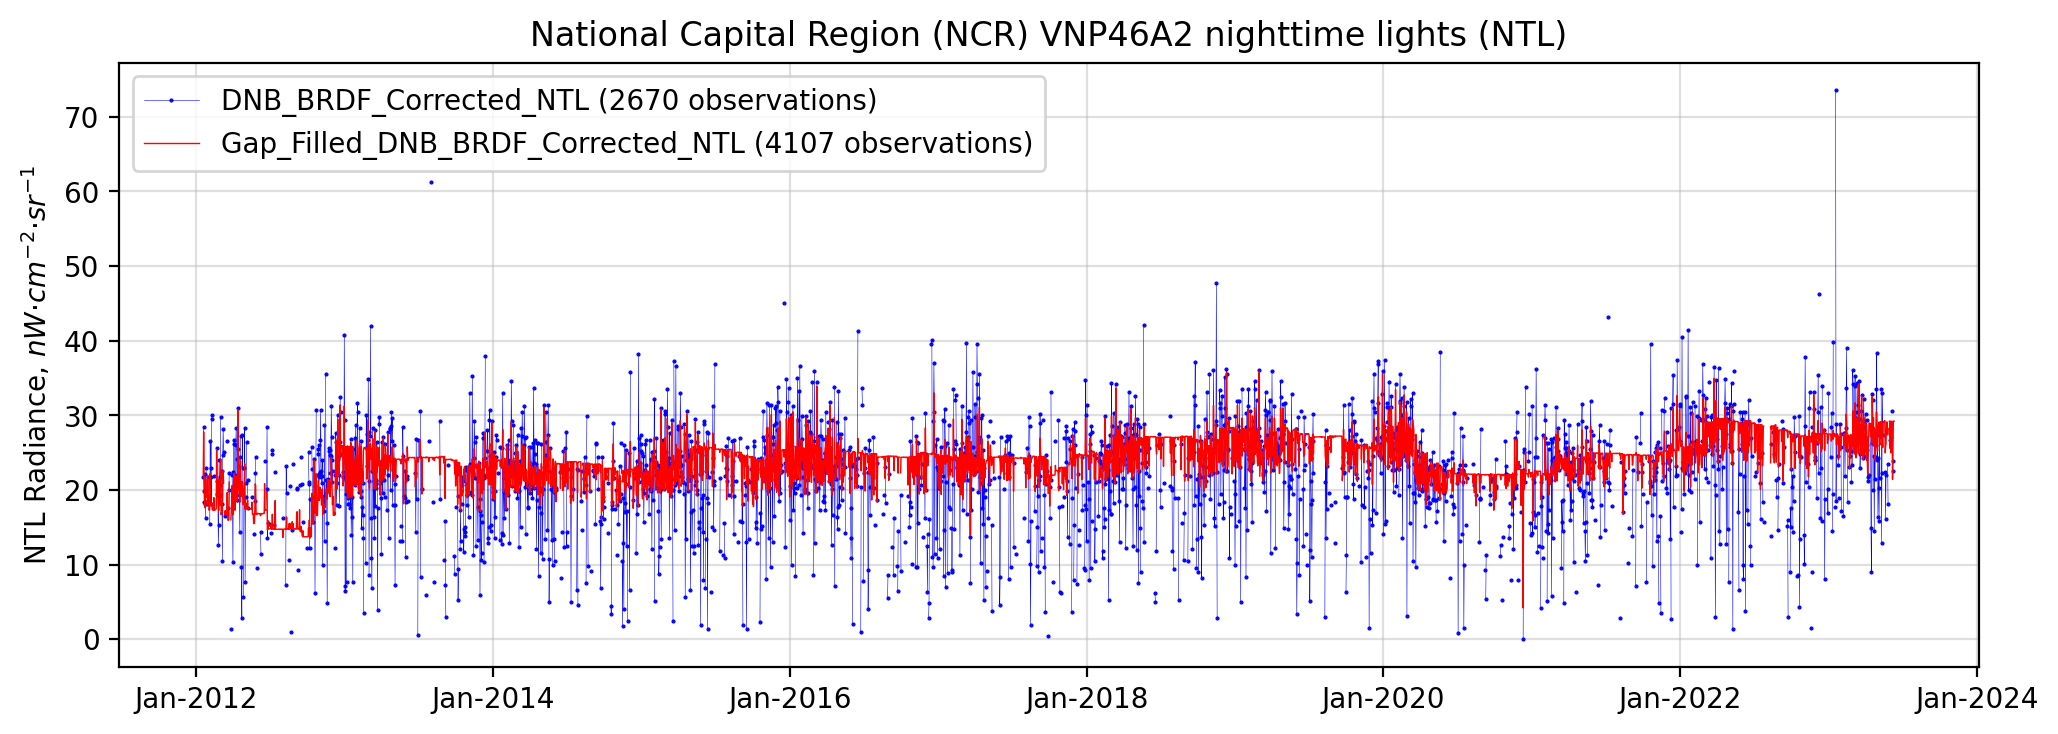 National Capital Region (NCR) VNP46A2 nighttime lights (NTL)
DNB_BRDF_Corrected_NTL (2670 observations)
Gap_Filled_DNB_BRDF_Corrected_NTL (4107 observations)
NTL Radiance, nW·cm⁻²·sr⁻¹
70
60
50
40
30
20
10
0
Jan-2012
Jan-2014
Jan-2016
Jan-2018
Jan-2020
Jan-2022
Jan-2024